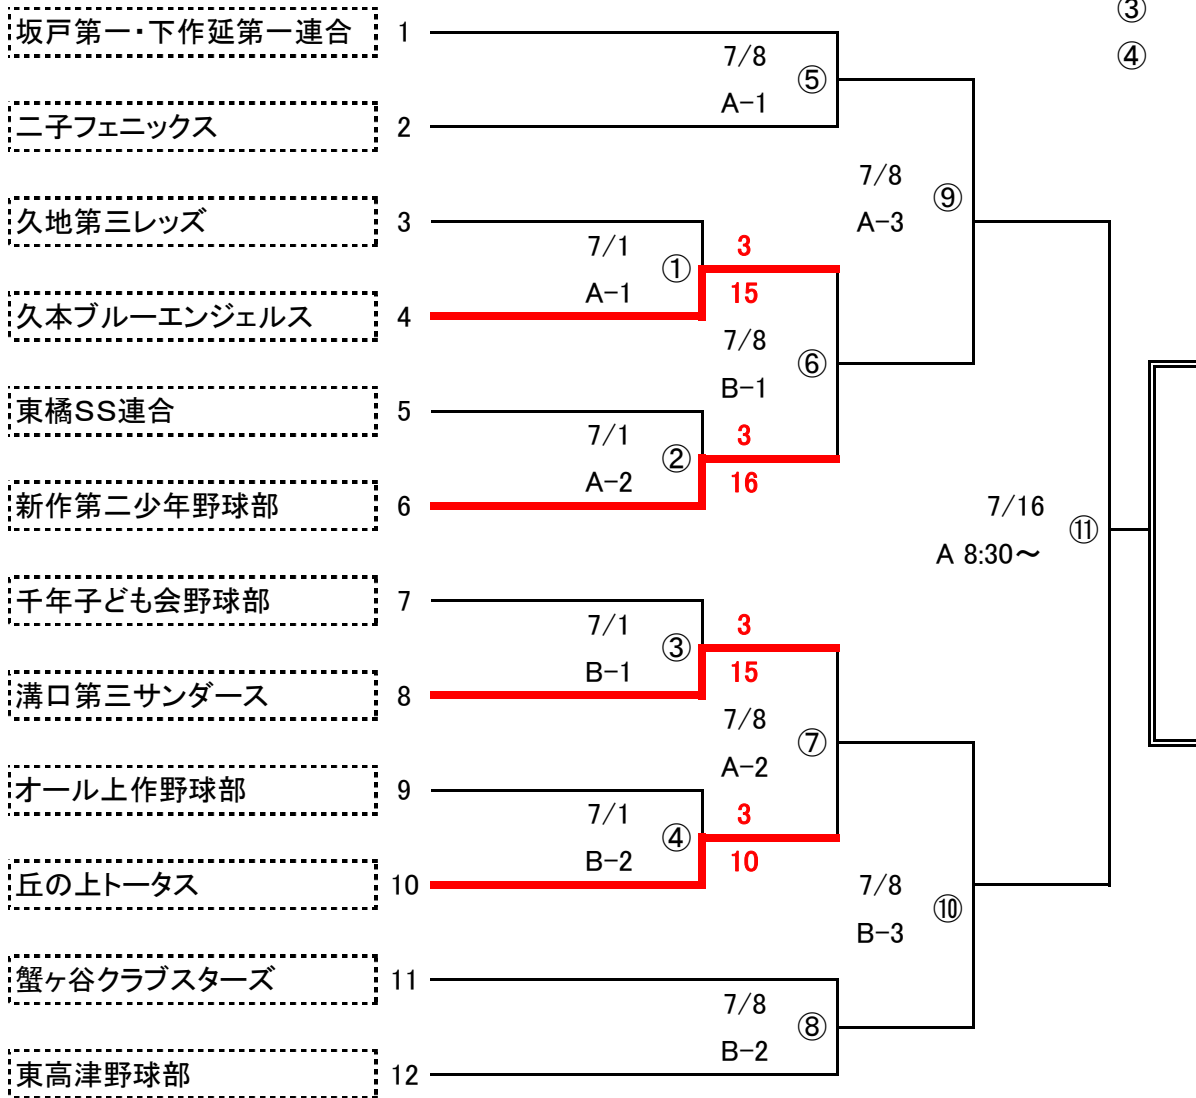 坂戸第一・下作延第一連合 1
二子フェニックス 2
久地第三レッズ 3
久本ブルーエンジェルス 4
東橘SS連合 5
新作第二少年野球部 6
千年子ども会野球部 7
溝口第三サンダース 8
オール上作野球部 9
丘の上トータス 10
蟹ヶ谷クラブスターズ 11
東高津野球部 12
7/1
A-1
①
3
15
7/1
A-2
②
3
16
7/1
B-1
③
3
15
7/1
B-2
④
3
10
7/8
A-1
⑤
7/8
B-1
⑥
7/8
A-2
⑦
7/8
B-2
⑧
7/8
A-3
⑨
7/8
B-3
⑩
7/16
A 8:30～
⑪
③
④